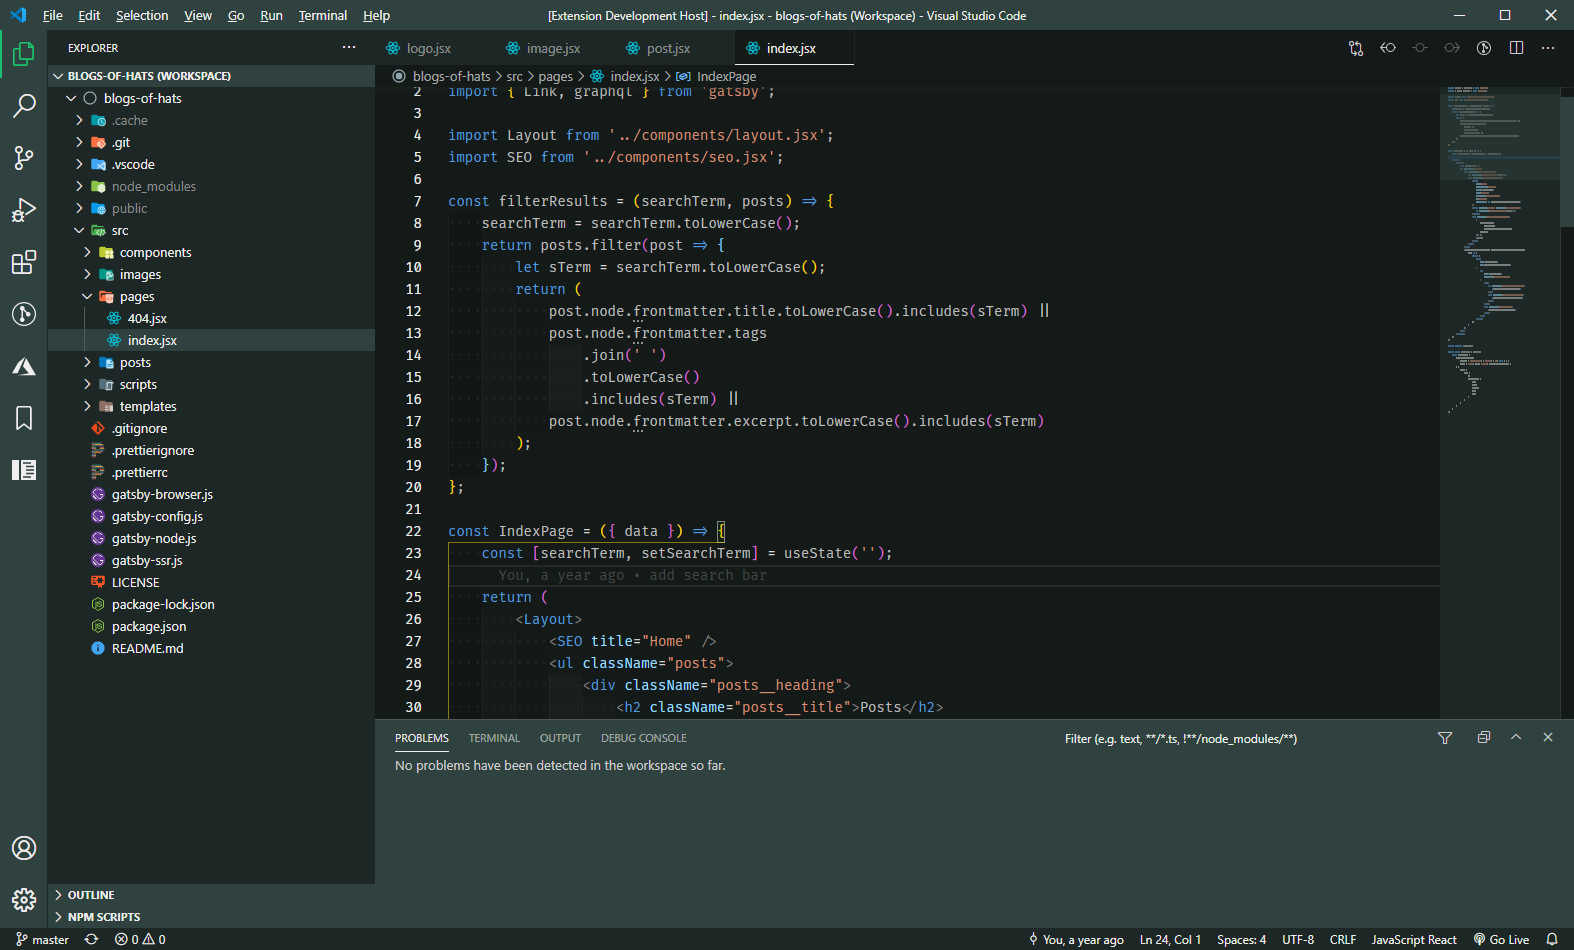 File Edit Selection View Go Run Terminal Help [Extension Development Host] - index.jsx - blogs-of-hats (Workspace) - Visual Studio Code
EXPLORER
BLOGS-OF-HATS (WORKSPACE)
blogs-of-hats
.cache
.git
.vscode
node_modules
public
src
components
images
pages
404.jsx
index.jsx
posts
scripts
templates
.gitignore
.prettierignore
.prettierrc
gatsby-browser.js
gatsby-config.js
gatsby-node.js
gatsby-ssr.js
LICENSE
package-lock.json
package.json
README.md
OUTLINE
NPM SCRIPTS
logo.jsx image.jsx post.jsx index.jsx
blogs-of-hats > src > pages > index.jsx > IndexPage
2 import { Link, graphql } from 'gatsby';
3
4 import Layout from '../components/layout.jsx';
5 import SEO from '../components/seo.jsx';
6
7 const filterResults = (searchTerm, posts) => {
8 searchTerm = searchTerm.toLowerCase();
9 return posts.filter(post => {
10 let sTerm = searchTerm.toLowerCase();
11 return (
12 post.node.frontmatter.title.toLowerCase().includes(sTerm) ||
13 post.node.frontmatter.tags
14 .join(' ')
15 .toLowerCase()
16 .includes(sTerm) ||
17 post.node.frontmatter.excerpt.toLowerCase().includes(sTerm)
18 );
19 });
20 };
21
22 const IndexPage = ({ data }) => {
23 const [searchTerm, setSearchTerm] = useState('');
24 You, a year ago • add search bar
25 return (
26 <Layout>
27 <SEO title="Home" />
28 <ul className="posts">
29 <div className="posts__heading">
30 <h2 className="posts__title">Posts</h2>
PROBLEMS TERMINAL OUTPUT DEBUG CONSOLE Filter (e.g. text, **/*.ts, !**/node_modules/**)
No problems have been detected in the workspace so far.
master 0 0 You, a year ago Ln 24, Col 1 Spaces: 4 UTF-8 CRLF JavaScript React Go Live